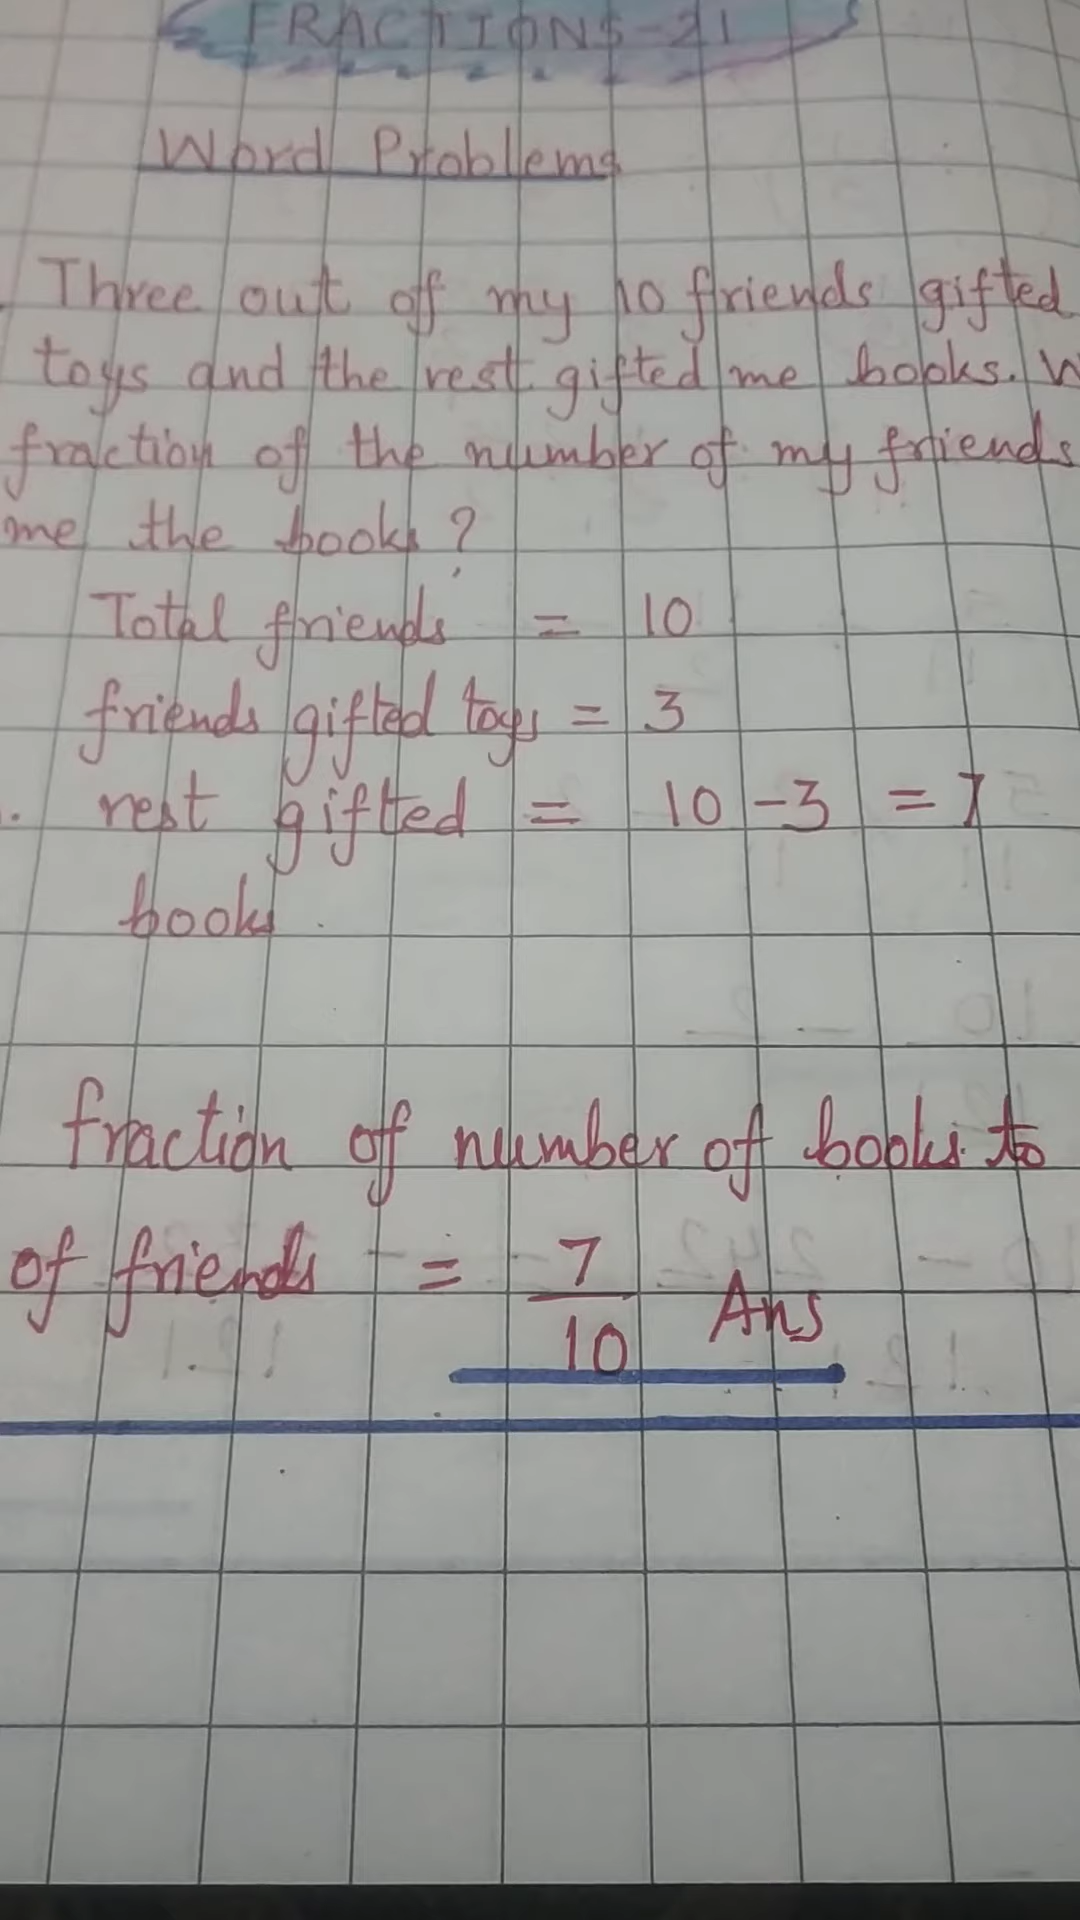 FRACTIONS-21
Word Problems
Three out of my 10 friends gifted
toys and the rest gifted me books.
fraction of the number of my friends
me the books?
Total friends = 10
friends gifted toys = 3
rest gifted = 10 - 3 = 7
books.
fraction of number of books to
of friends = 7/10 Ans